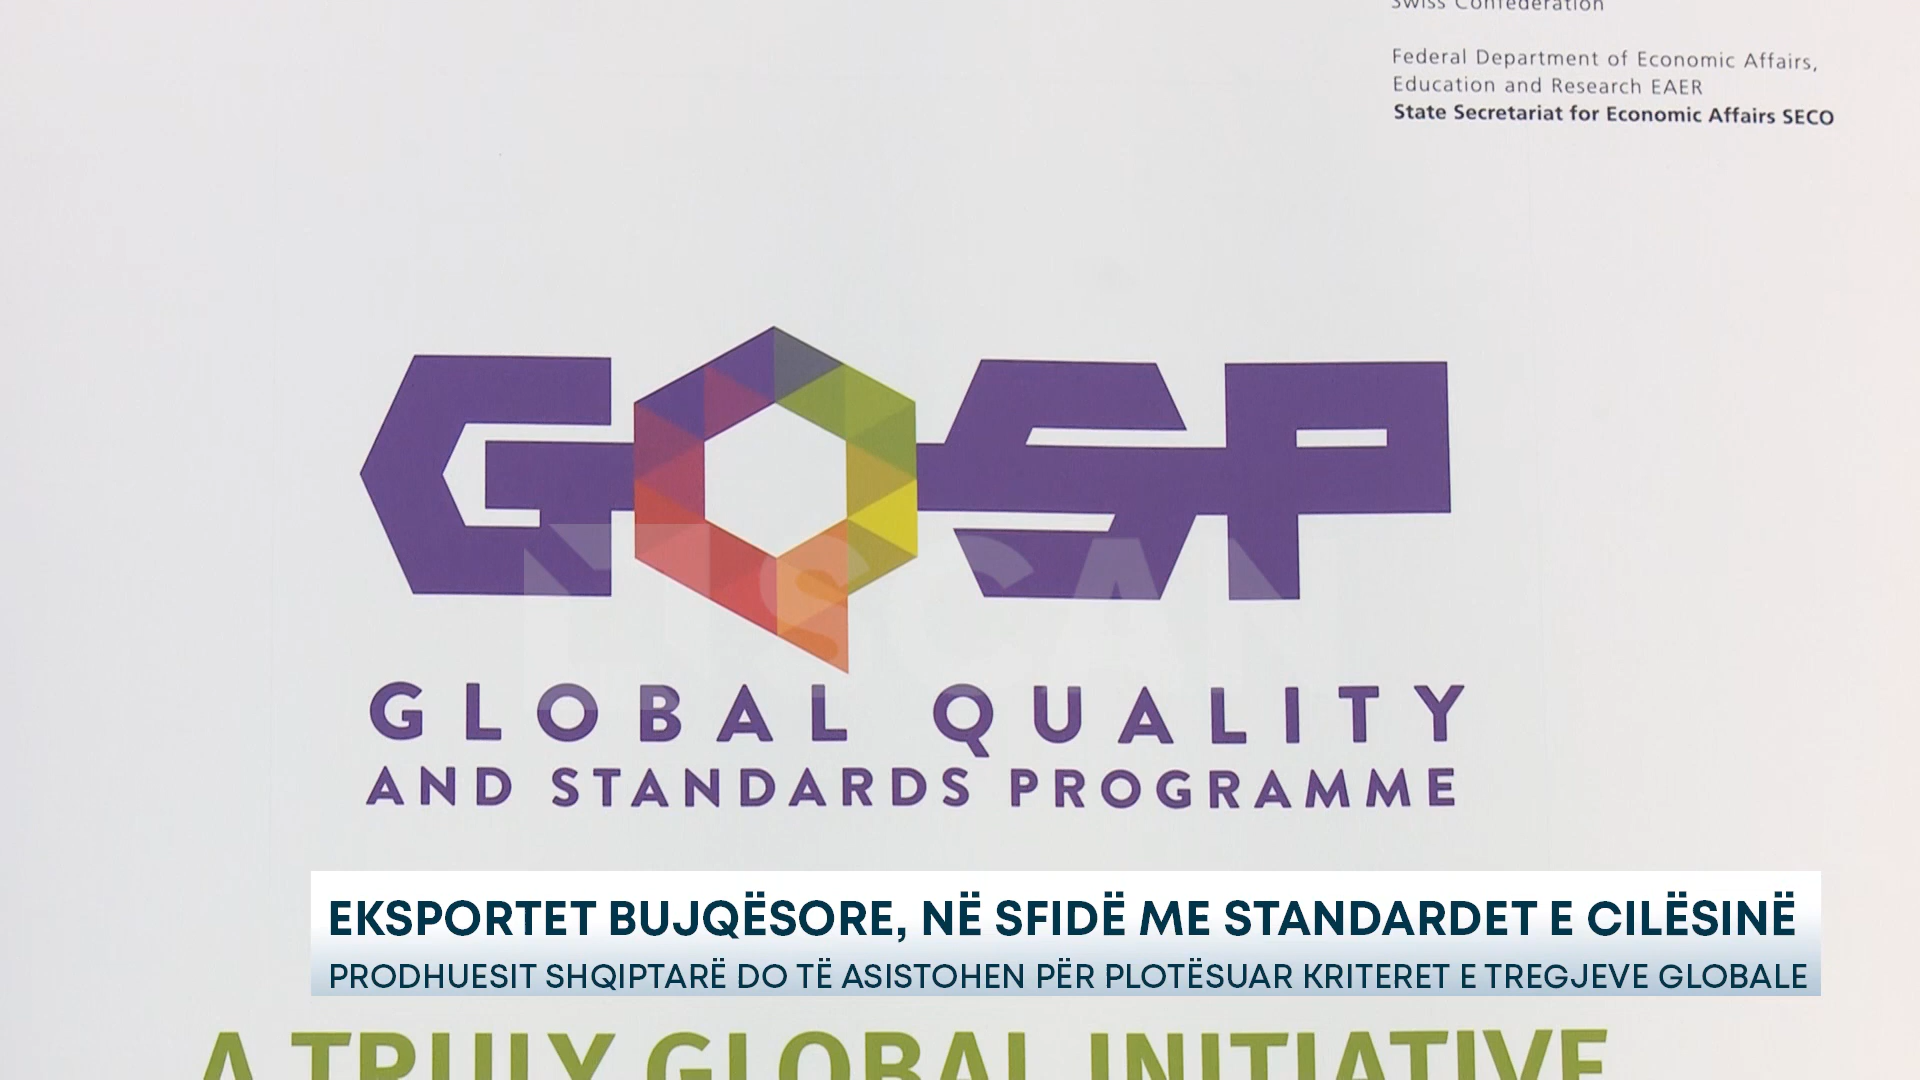 Swiss Confederation
Federal Department of Economic Affairs,
Education and Research EAER
State Secretariat for Economic Affairs SECO
GQSP
SCAN
GLOBAL QUALITY
AND STANDARDS PROGRAMME
EKSPORTET BUJQËSORE, NË SFIDË ME STANDARDET E CILËSINË
PRODHUESIT SHQIPTARË DO TË ASISTOHEN PËR PLOTËSUAR KRITERET E TREGJEVE GLOBALE
A TRULY GLOBAL INITIATIVE